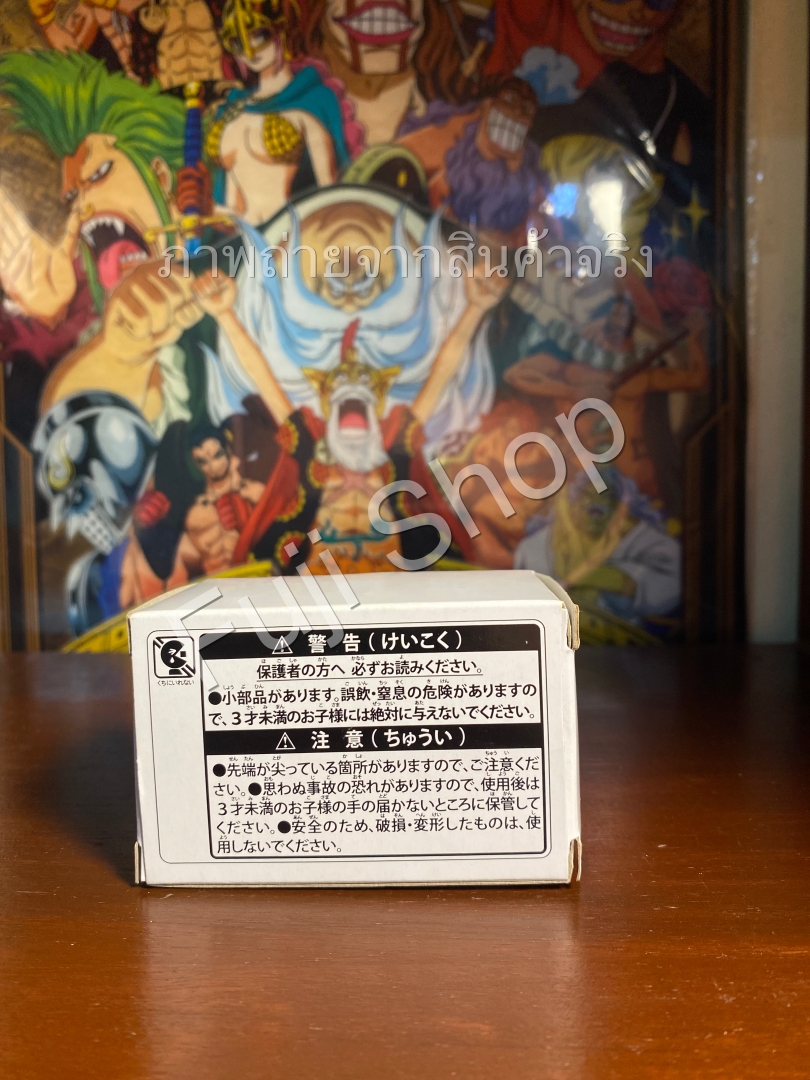 ภาพถ่ายจากสินค้าจริง
Fuji Shop
くちにいれない
⚠ 警告(けいこく)
保護者の方へ 必ずお読みください。
●小部品があります。誤飲・窒息の危険がありますの
で、3才未満のお子様には絶対に与えないでください。
⚠ 注意(ちゅうい)
●先端が尖っている箇所がありますので、ご注意くだ
さい。●思わぬ事故の恐れがありますので、使用後は
3才未満のお子様の手の届かないところに保管して
ください。●安全のため、破損・変形したものは、使
用しないでください。